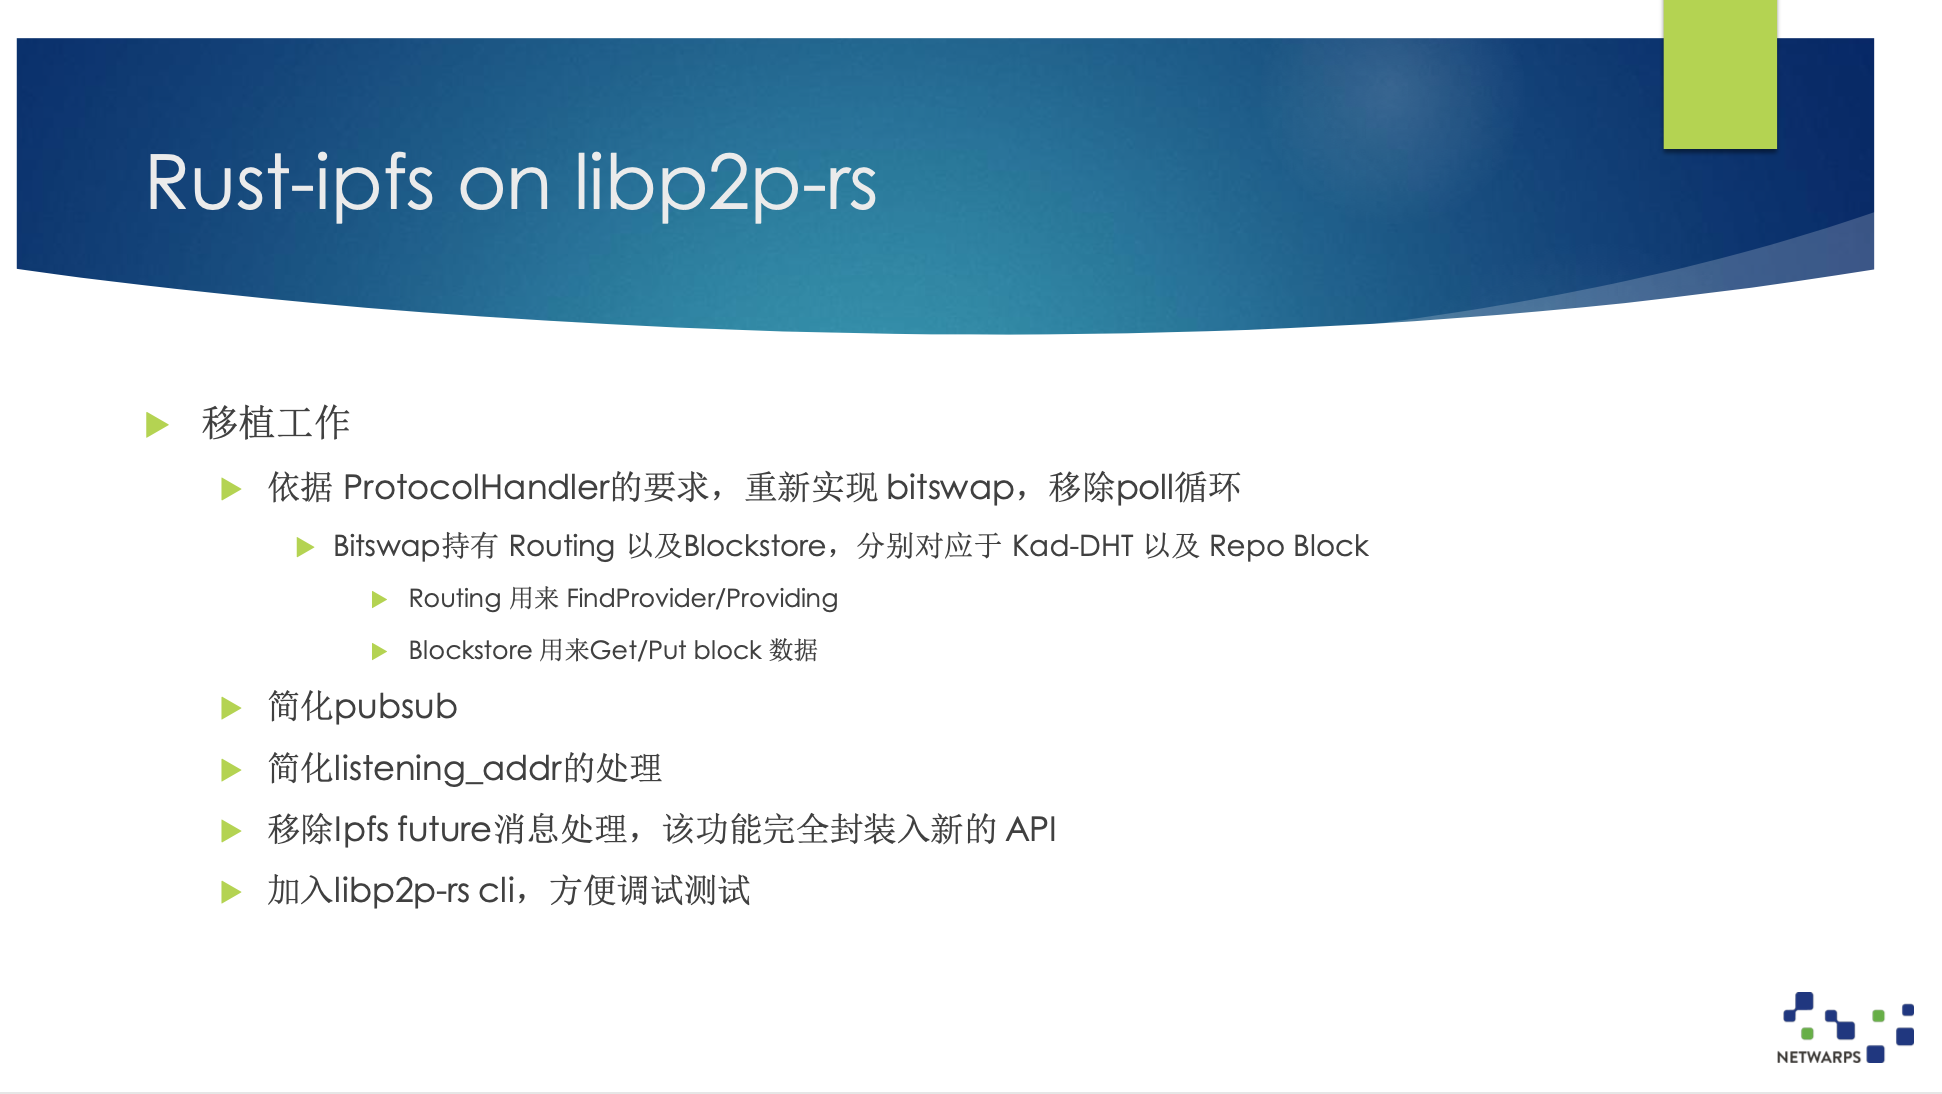 Rust-ipfs on libp2p-rs
移植工作
依据 ProtocolHandler的要求，重新实现 bitswap，移除poll循环
Bitswap持有 Routing 以及Blockstore，分别对应于 Kad-DHT 以及 Repo Block
Routing 用来 FindProvider/Providing
Blockstore 用来Get/Put block 数据
简化pubsub
简化listening_addr的处理
移除Ipfs future消息处理，该功能完全封装入新的 API
加入libp2p-rs cli，方便调试测试
NETWARPS